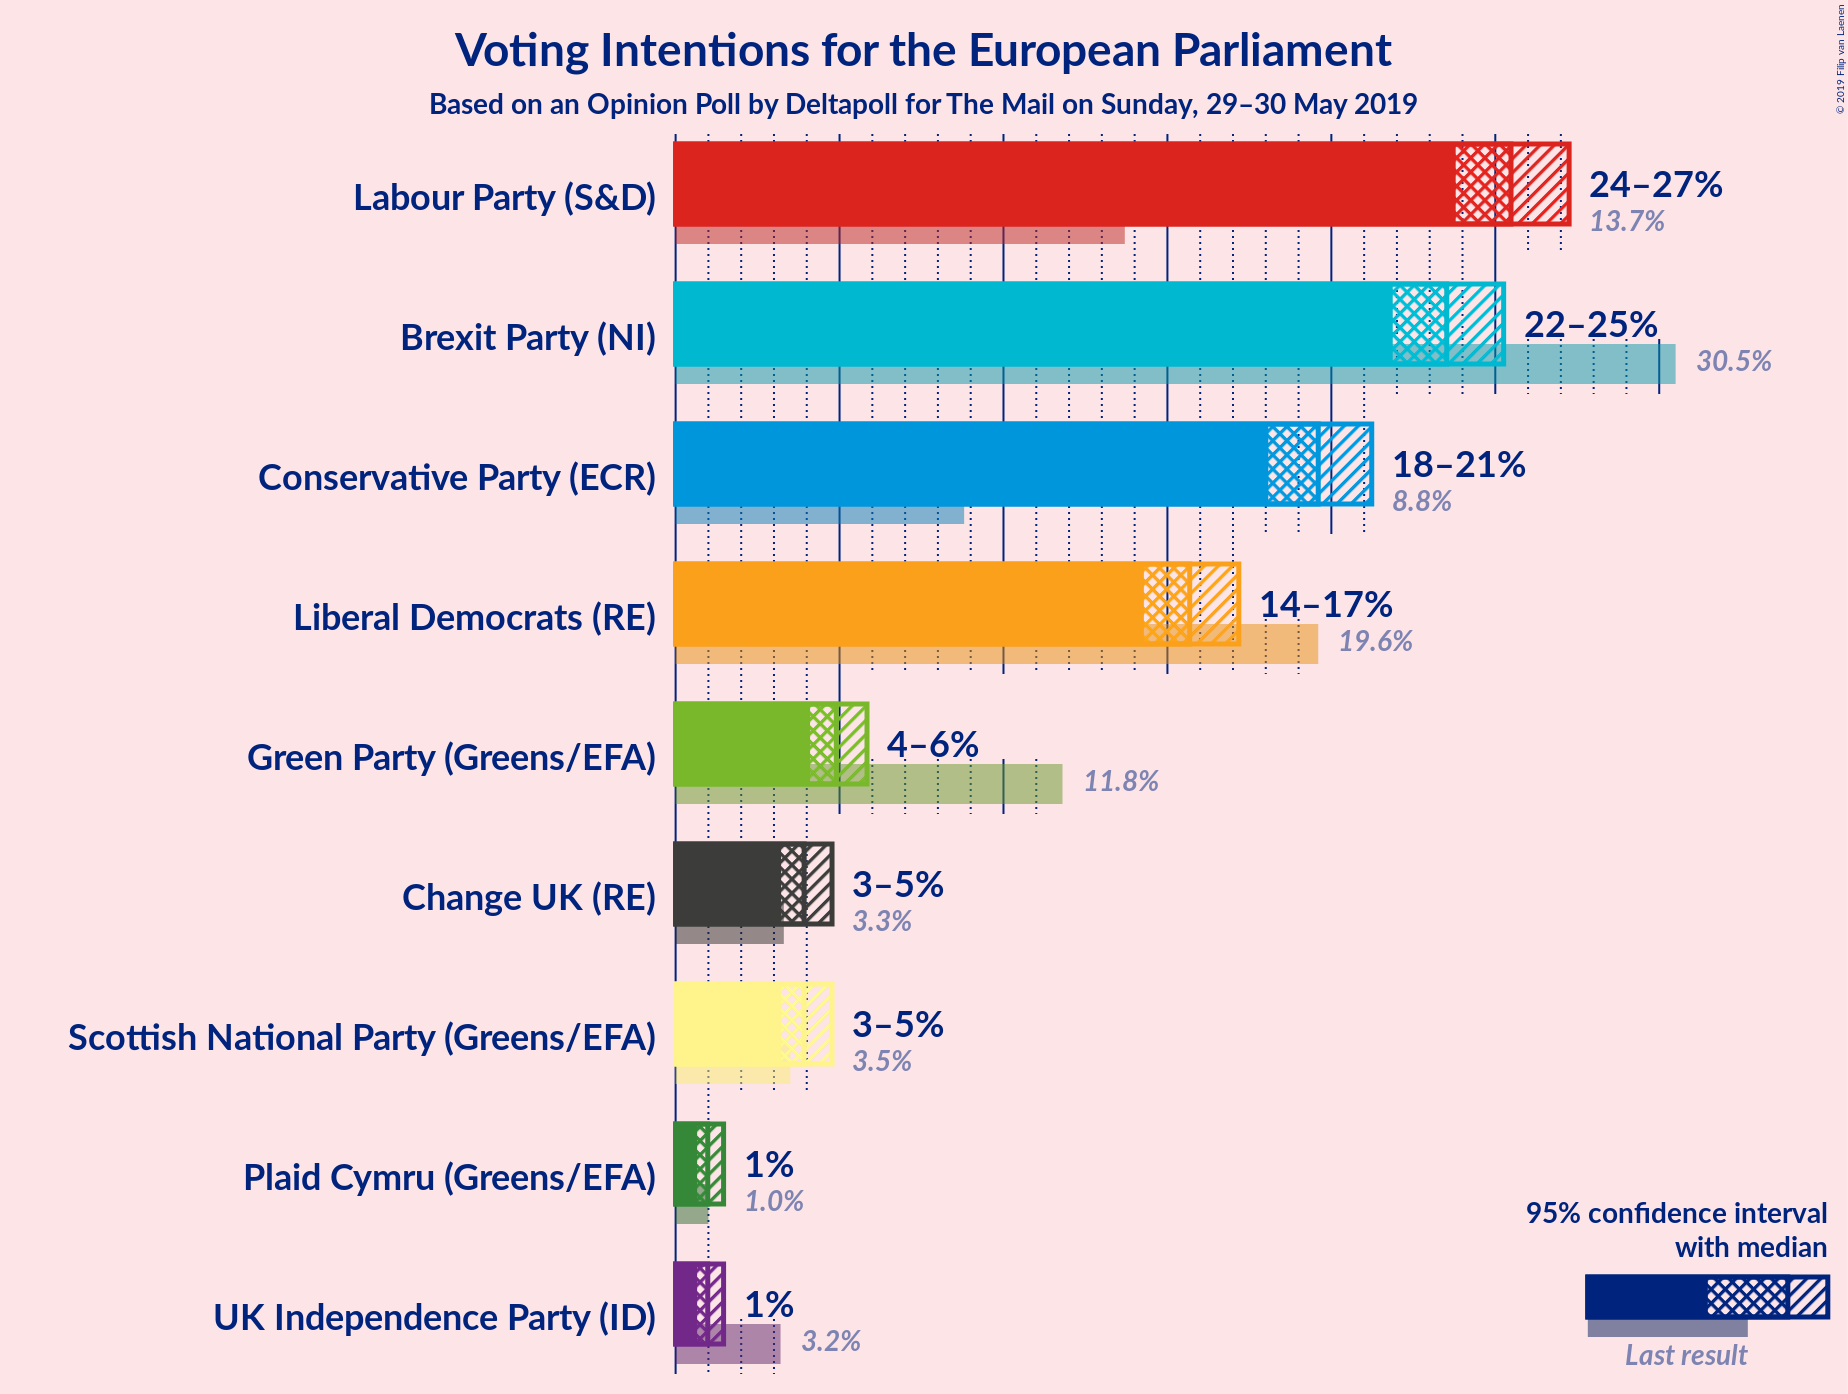 Voting Intentions for the European Parliament
Based on an Opinion Poll by Deltapoll for The Mail on Sunday, 29–30 May 2019
© 2019 Filip van Laenen
Labour Party (S&D)
24–27%
13.7%
Brexit Party (NI)
22–25%
30.5%
Conservative Party (ECR)
18–21%
8.8%
Liberal Democrats (RE)
14–17%
19.6%
Green Party (Greens/EFA)
4–6%
11.8%
Change UK (RE)
3–5%
3.3%
Scottish National Party (Greens/EFA)
3–5%
3.5%
Plaid Cymru (Greens/EFA)
1%
1.0%
UK Independence Party (ID)
1%
3.2%
95% confidence interval
with median
Last result